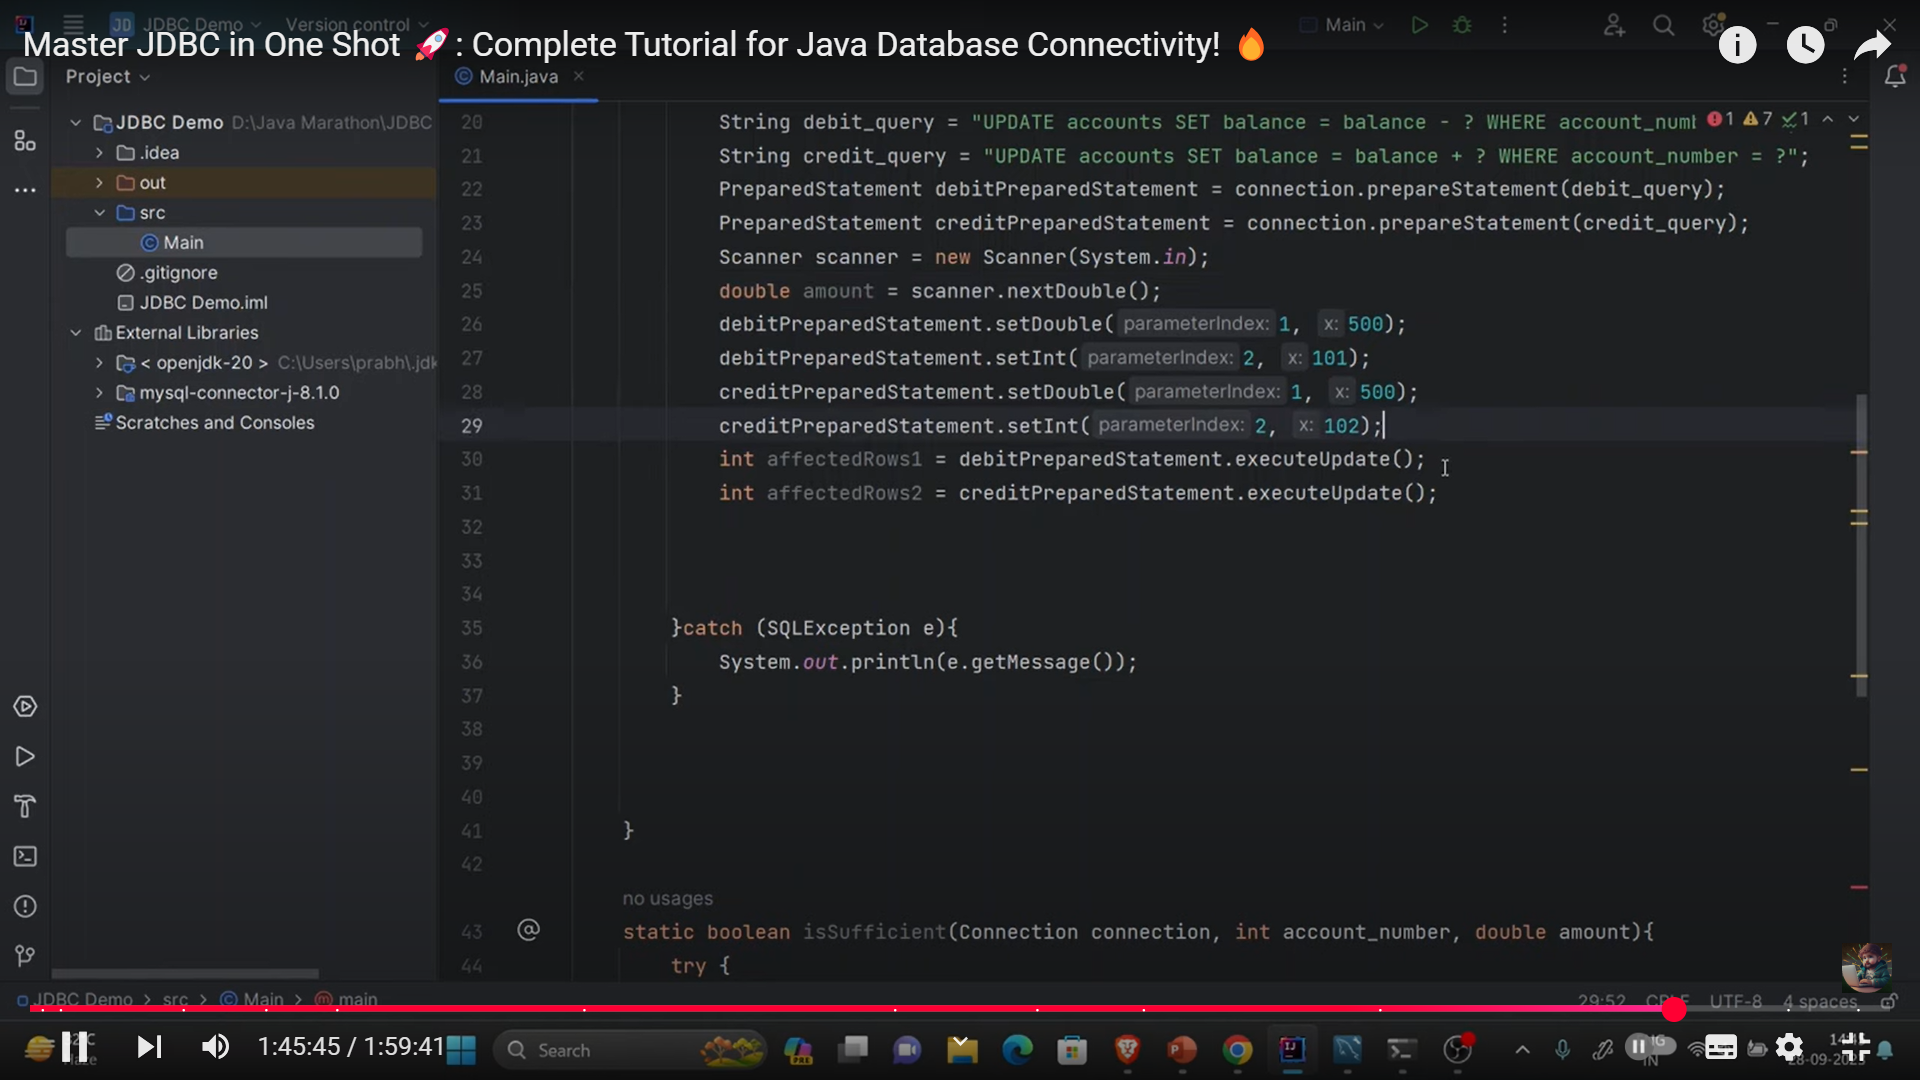 JD JDBC Demo Version control Main
Master JDBC in One Shot 🚀 : Complete Tutorial for Java Database Connectivity! 🔥
Project
Main.java
JDBC Demo D:\Java Marathon\JDBC
.idea
out
src
Main
.gitignore
JDBC Demo.iml
External Libraries
< openjdk-20 > C:\Users\prabh\.jdk
mysql-connector-j-8.1.0
Scratches and Consoles
1 7 1
20 String debit_query = "UPDATE accounts SET balance = balance - ? WHERE account_numb
21 String credit_query = "UPDATE accounts SET balance = balance + ? WHERE account_number = ?";
22 PreparedStatement debitPreparedStatement = connection.prepareStatement(debit_query);
23 PreparedStatement creditPreparedStatement = connection.prepareStatement(credit_query);
24 Scanner scanner = new Scanner(System.in);
25 double amount = scanner.nextDouble();
26 debitPreparedStatement.setDouble( parameterIndex: 1, x: 500);
27 debitPreparedStatement.setInt( parameterIndex: 2, x: 101);
28 creditPreparedStatement.setDouble( parameterIndex: 1, x: 500);
29 creditPreparedStatement.setInt( parameterIndex: 2, x: 102);
30 int affectedRows1 = debitPreparedStatement.executeUpdate();
31 int affectedRows2 = creditPreparedStatement.executeUpdate();
32
33
34
35 }catch (SQLException e){
36 System.out.println(e.getMessage());
37 }
38
39
40
41 }
42
no usages
43 @ static boolean isSufficient(Connection connection, int account_number, double amount){
44 try {
JDBC Demo > src > Main > main
29:52 CRLF UTF-8 4 spaces
1:45:45 / 1:59:41
Search